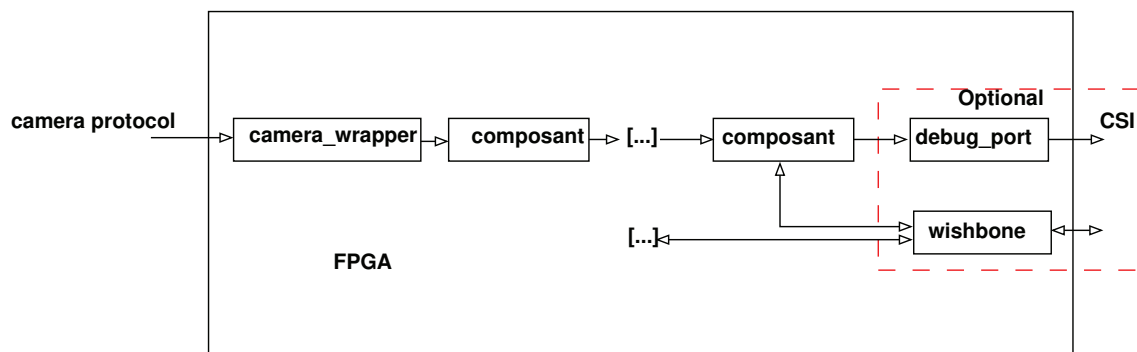 Optional
camera protocol
CSI
camera_wrapper
composant
[...]
composant
debug_port
[...]
wishbone
FPGA